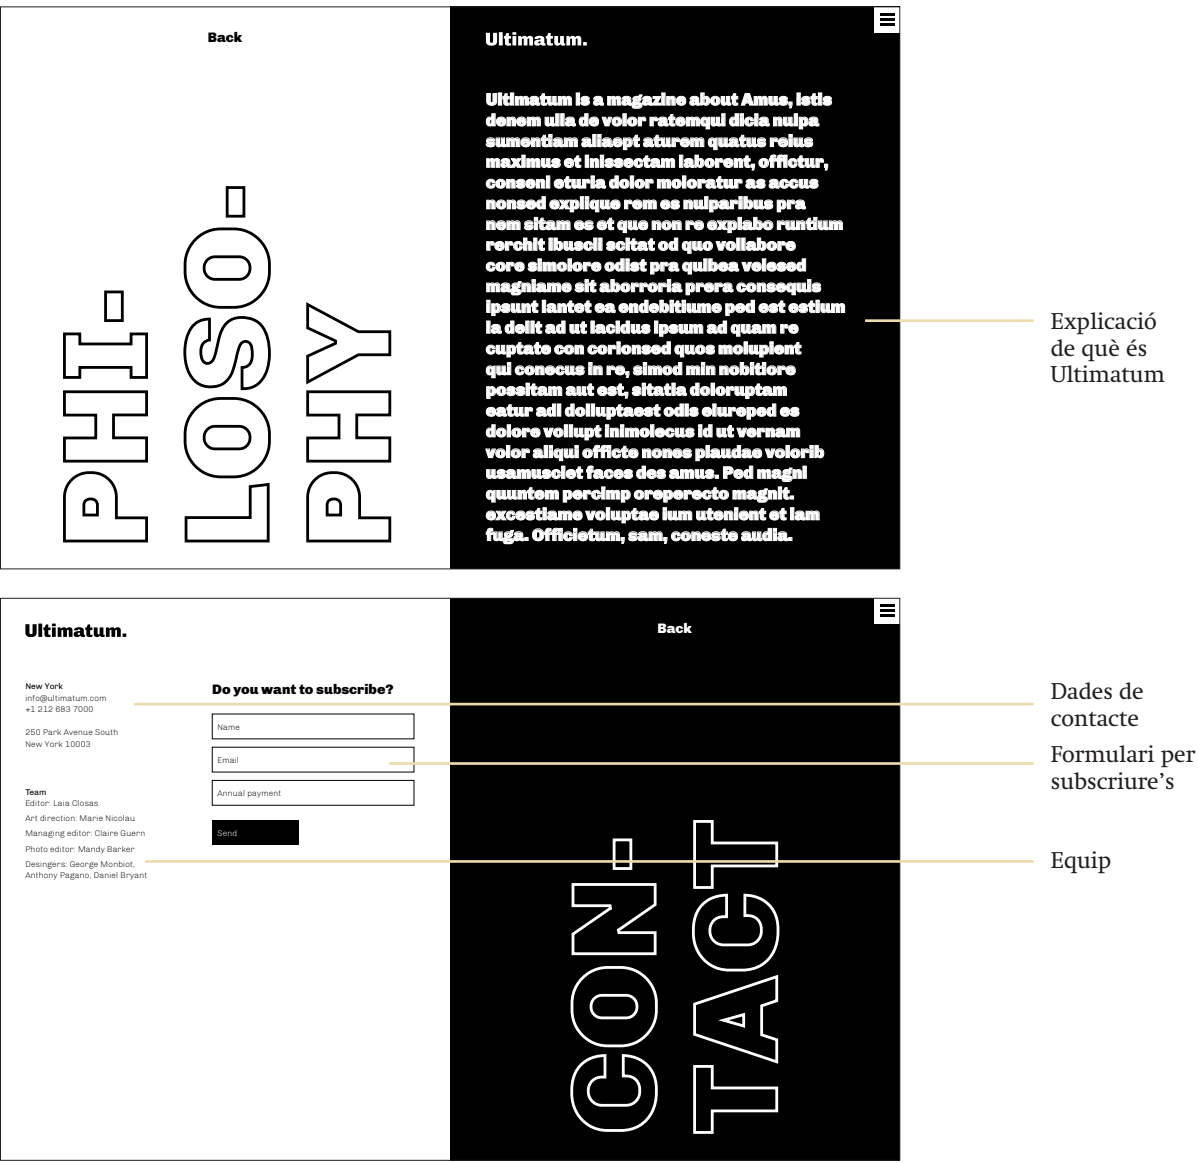 Back
PHI-
LOSO-
PHY
Ultimatum.
Ultimatum is a magazine about Amus, istis
denem ulla de volor ratemqui dicia nulpa
sumentiam aliaept aturem quatus reius
maximus et inissectam laborent, offictur,
conseni eturia dolor moloratur as accus
nonsed explique rem es nulparibus pra
nem sitam es et que non re explabo runtium
rerchit ibuscil scitat od quo vollabore
core simolore odist pra quibea velesed
magniame sit aborroria prera consequis
ipsunt lantet ea endebitiume ped est estium
la delit ad ut lacidus ipsum ad quam re
cuptate con corionsed quos molupient
qui conecus in re, simod min nobitiore
possitam aut est, sitatia doloruptam
eatur adi dolluptaest odis eiureped es
dolore vollupt inimolecus id ut vernam
volor aliqui officte nones plaudae volorib
usamusciet faces des amus. Ped magni
quuntem percimp oreperecto magnit.
excestiame voluptae ium utenient et lam
fuga. Officietum, sam, coneste audia.
Explicació
de què és
Ultimatum
Ultimatum.
New York
info@ultimatum.com
+1 212 683 7000
250 Park Avenue South
New York 10003
Team
Editor: Laia Closas
Art direction: Marie Nicolau
Managing editor: Claire Guern
Photo editor: Mandy Barker
Desingers: George Monbiot,
Anthony Pagano, Daniel Bryant
Do you want to subscribe?
Name
Email
Annual payment
Send
Back
CON-
TACT
Dades de
contacte
Formulari per
subscriure’s
Equip